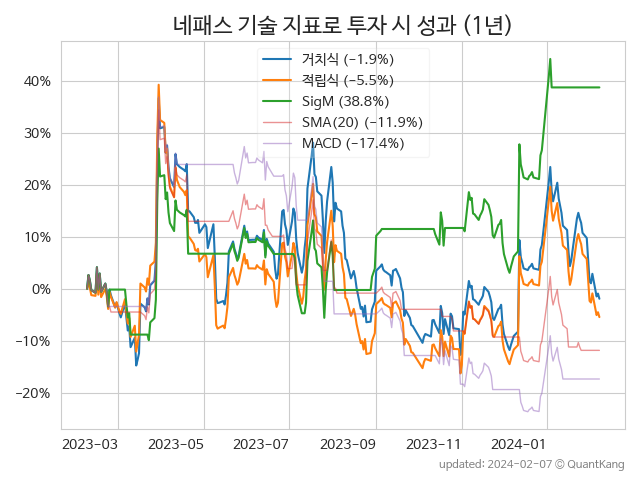 네패스 기술 지표로 투자 시 성과 (1년)
거치식 (−1.9%)
적립식 (−5.5%)
SigM (38.8%)
SMA(20) (−11.9%)
MACD (−17.4%)
40%
30%
20%
10%
0%
−10%
−20%
2023−03 2023−05 2023−07 2023−09 2023−11 2024−01
updated: 2024−02−07 © QuantKang